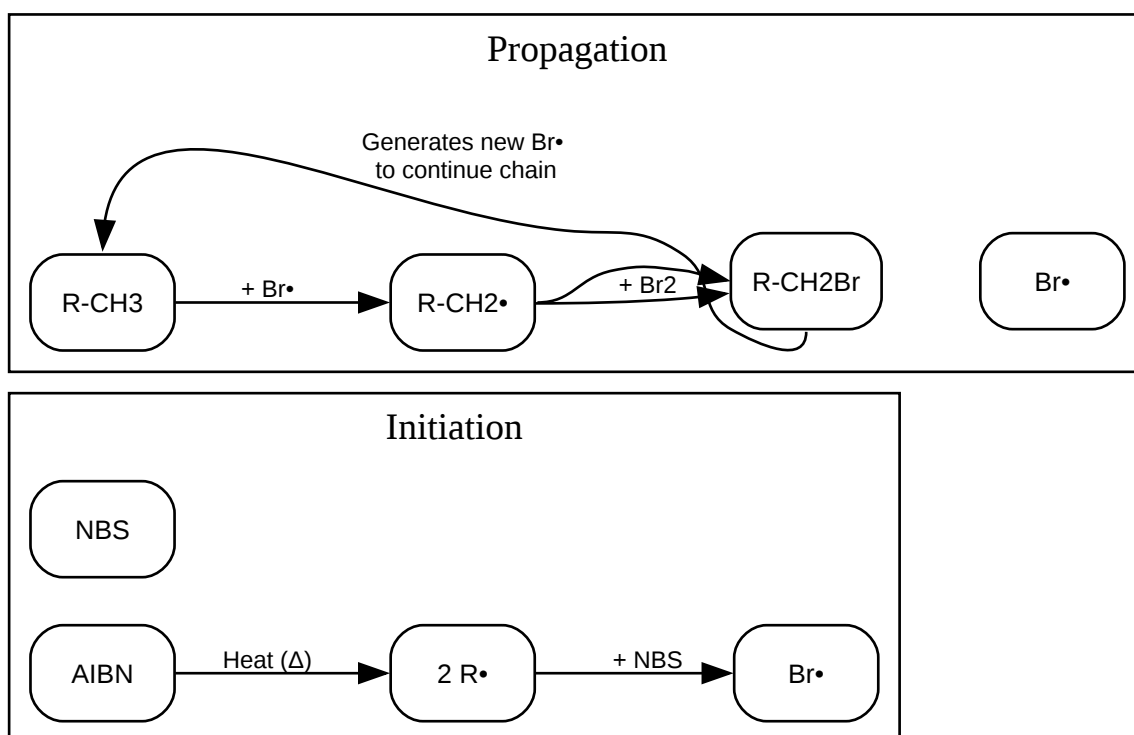 Propagation
Generates new Br•
to continue chain
R-CH3
+ Br•
R-CH2•
+ Br2
R-CH2Br
Br•
Initiation
NBS
AIBN
Heat (Δ)
2 R•
+ NBS
Br•